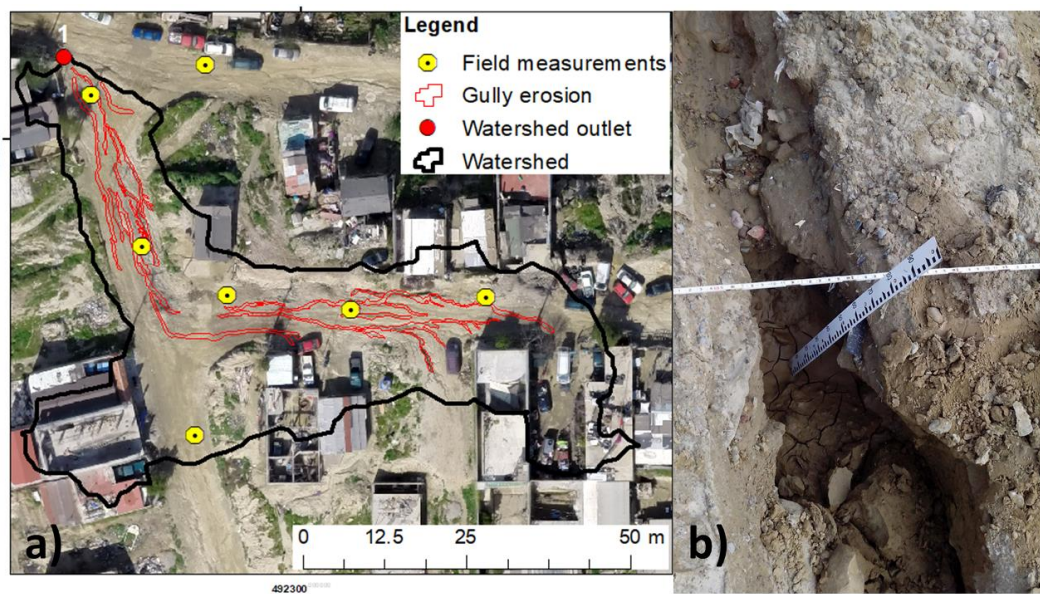 1
Legend
Field measurements
Gully erosion
Watershed outlet
Watershed
a)
0 12.5 25 50 m
b)
492300